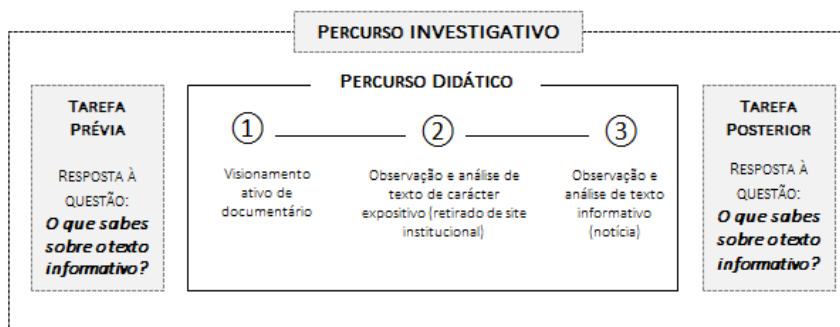 PERCURSO INVESTIGATIVO
PERCURSO DIDÁTICO
TAREFA
PRÉVIA
RESPOSTA À
QUESTÃO:
O que sabes
sobre o texto
informativo?
1
Visionamento
ativo de
documentário
2
Observação e análise de
texto de carácter
expositivo (retirado de site
institucional)
3
Observação e
análise de texto
informativo
(notícia)
TAREFA
POSTERIOR
RESPOSTA À
QUESTÃO:
O que sabes
sobre o texto
informativo?